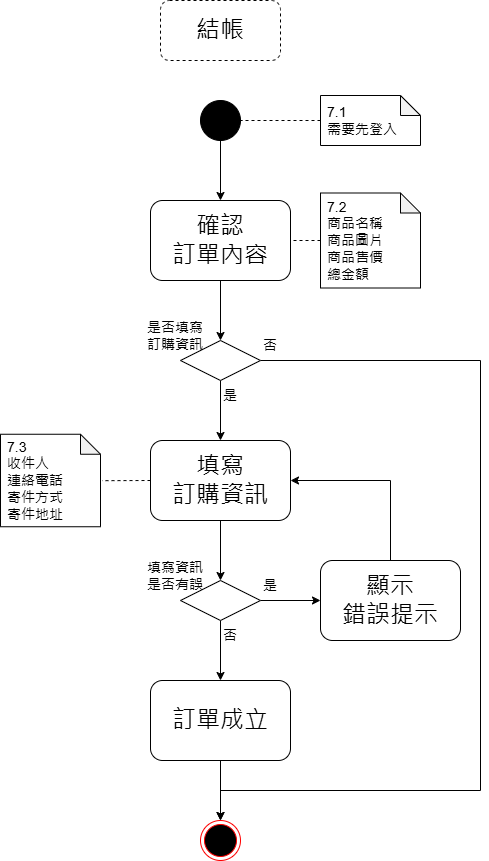 結帳
7.1
需要先登入
確認
訂單內容
7.2
商品名稱
商品圖片
商品售價
總金額
是否填寫
訂購資訊
否
是
填寫
訂購資訊
7.3
收件人
連絡電話
寄件方式
寄件地址
填寫資訊
是否有誤
是
顯示
錯誤提示
否
訂單成立